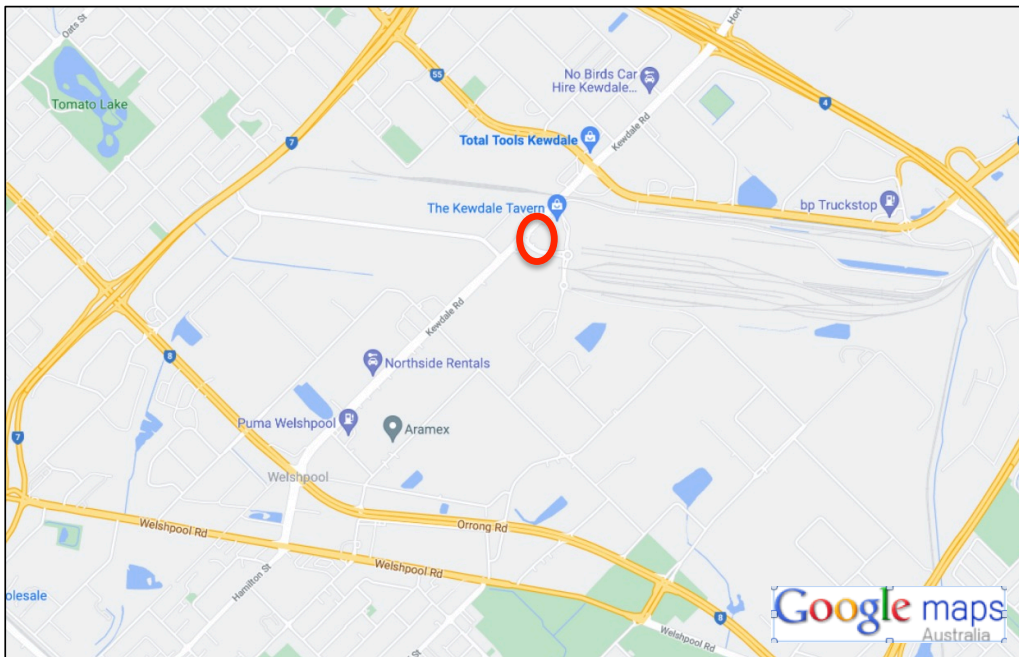 Oats St
Horr
55
No Birds Car
Hire Kewdale...
Tomato Lake
4
7
Total Tools Kewdale
Kewdale Rd
The Kewdale Tavern
bp Truckstop
Kewdale Rd
8
Northside Rentals
Puma Welshpool
Aramex
7
Welshpool
Orrong Rd
Welshpool Rd
Welshpool Rd
Hamilton St
olesale
8
Welshpool Rd
Google maps
Australia